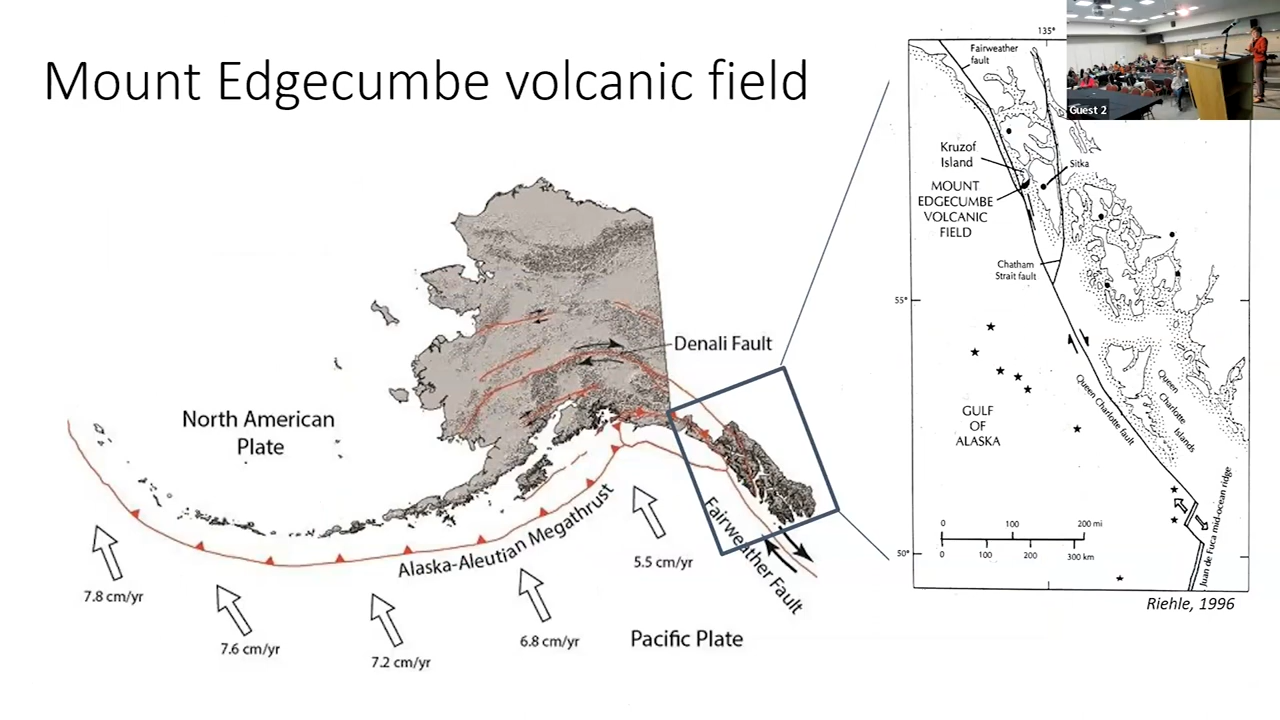 Mount Edgecumbe volcanic field
Guest 2
North American
Plate
Denali Fault
Alaska-Aleutian Megathrust
Fairweather Fault
Pacific Plate
7.8 cm/yr
7.6 cm/yr
7.2 cm/yr
6.8 cm/yr
5.5 cm/yr
135°
Fairweather
fault
Kruzof
Island
Sitka
MOUNT
EDGECUMBE
VOLCANIC
FIELD
Chatham
Strait fault
55°
GULF
OF
ALASKA
Queen Charlotte fault
Queen
Charlotte
Islands
0 100 200 mi
0 100 200 300 km
50°
Juan de Fuca mid-ocean ridge
Riehle, 1996